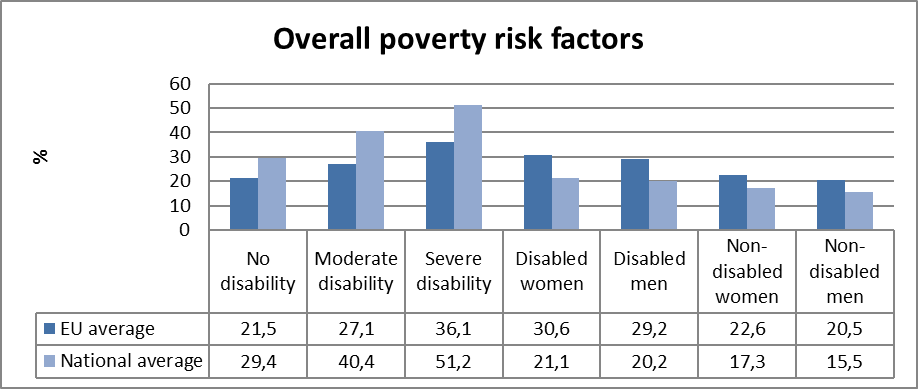 Overall poverty risk factors
%
60
50
40
30
20
10
0
No disability Moderate disability Severe disability Disabled women Disabled men Non-disabled women Non-disabled men
EU average 21,5 27,1 36,1 30,6 29,2 22,6 20,5
National average 29,4 40,4 51,2 21,1 20,2 17,3 15,5